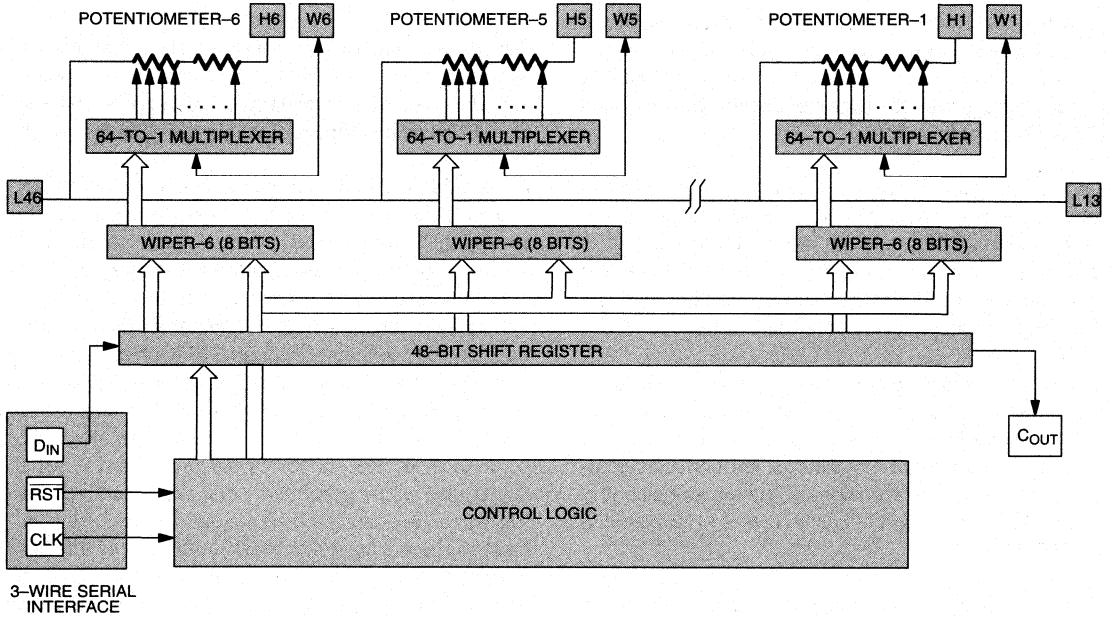 POTENTIOMETER–6 H6 W6 POTENTIOMETER-5 H5 W5 POTENTIOMETER–1 H1 W1
. . . . . . . . . . . . . . .
64–TO–1 MULTIPLEXER 64–TO–1 MULTIPLEXER 64–TO–1 MULTIPLEXER
L46 L13
WIPER–6 (8 BITS) WIPER–6 (8 BITS) WIPER–6 (8 BITS)
48–BIT SHIFT REGISTER
DIN COUT
RST
CONTROL LOGIC
CLK
3–WIRE SERIAL
INTERFACE